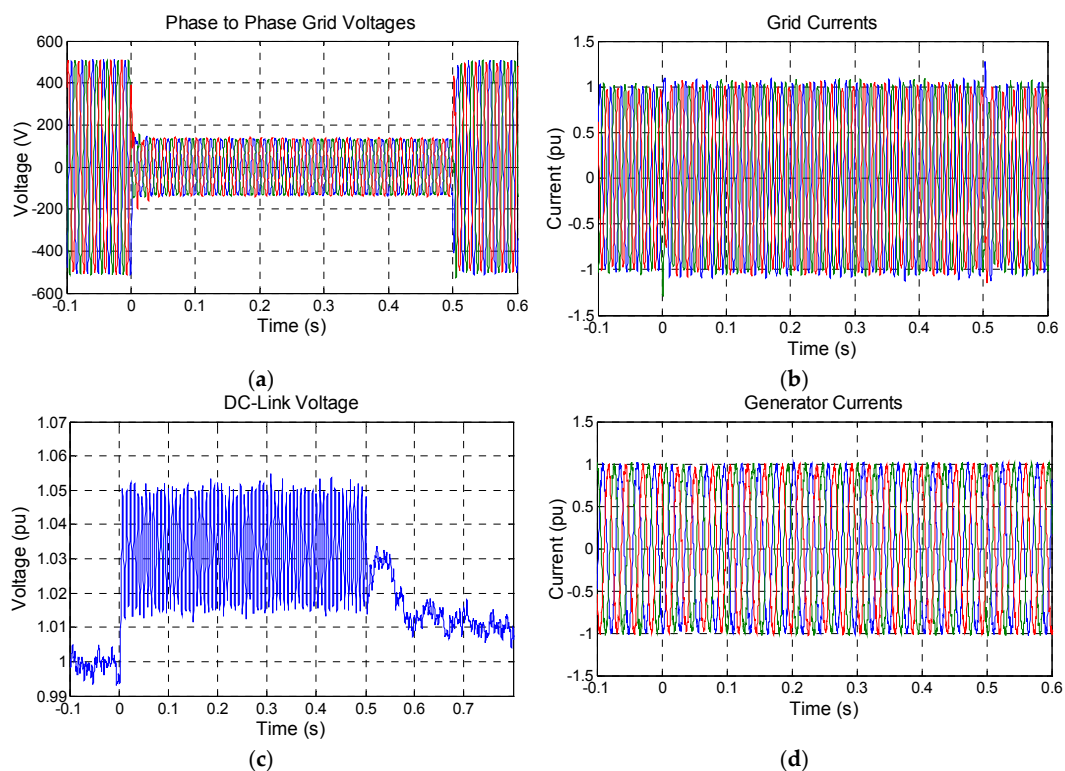 Phase to Phase Grid Voltages
600
400
200
0
-200
-400
-600
Voltage (V)
-0.1 0 0.1 0.2 0.3 0.4 0.5 0.6
Time (s)
(a)
Grid Currents
1.5
1
0.5
0
-0.5
-1
-1.5
Current (pu)
-0.1 0 0.1 0.2 0.3 0.4 0.5 0.6
Time (s)
(b)
DC-Link Voltage
1.07
1.06
1.05
1.04
1.03
1.02
1.01
1
0.99
Voltage (pu)
-0.1 0 0.1 0.2 0.3 0.4 0.5 0.6 0.7
Time (s)
(c)
Generator Currents
1.5
1
0.5
0
-0.5
-1
-1.5
Current (pu)
-0.1 0 0.1 0.2 0.3 0.4 0.5 0.6
Time (s)
(d)